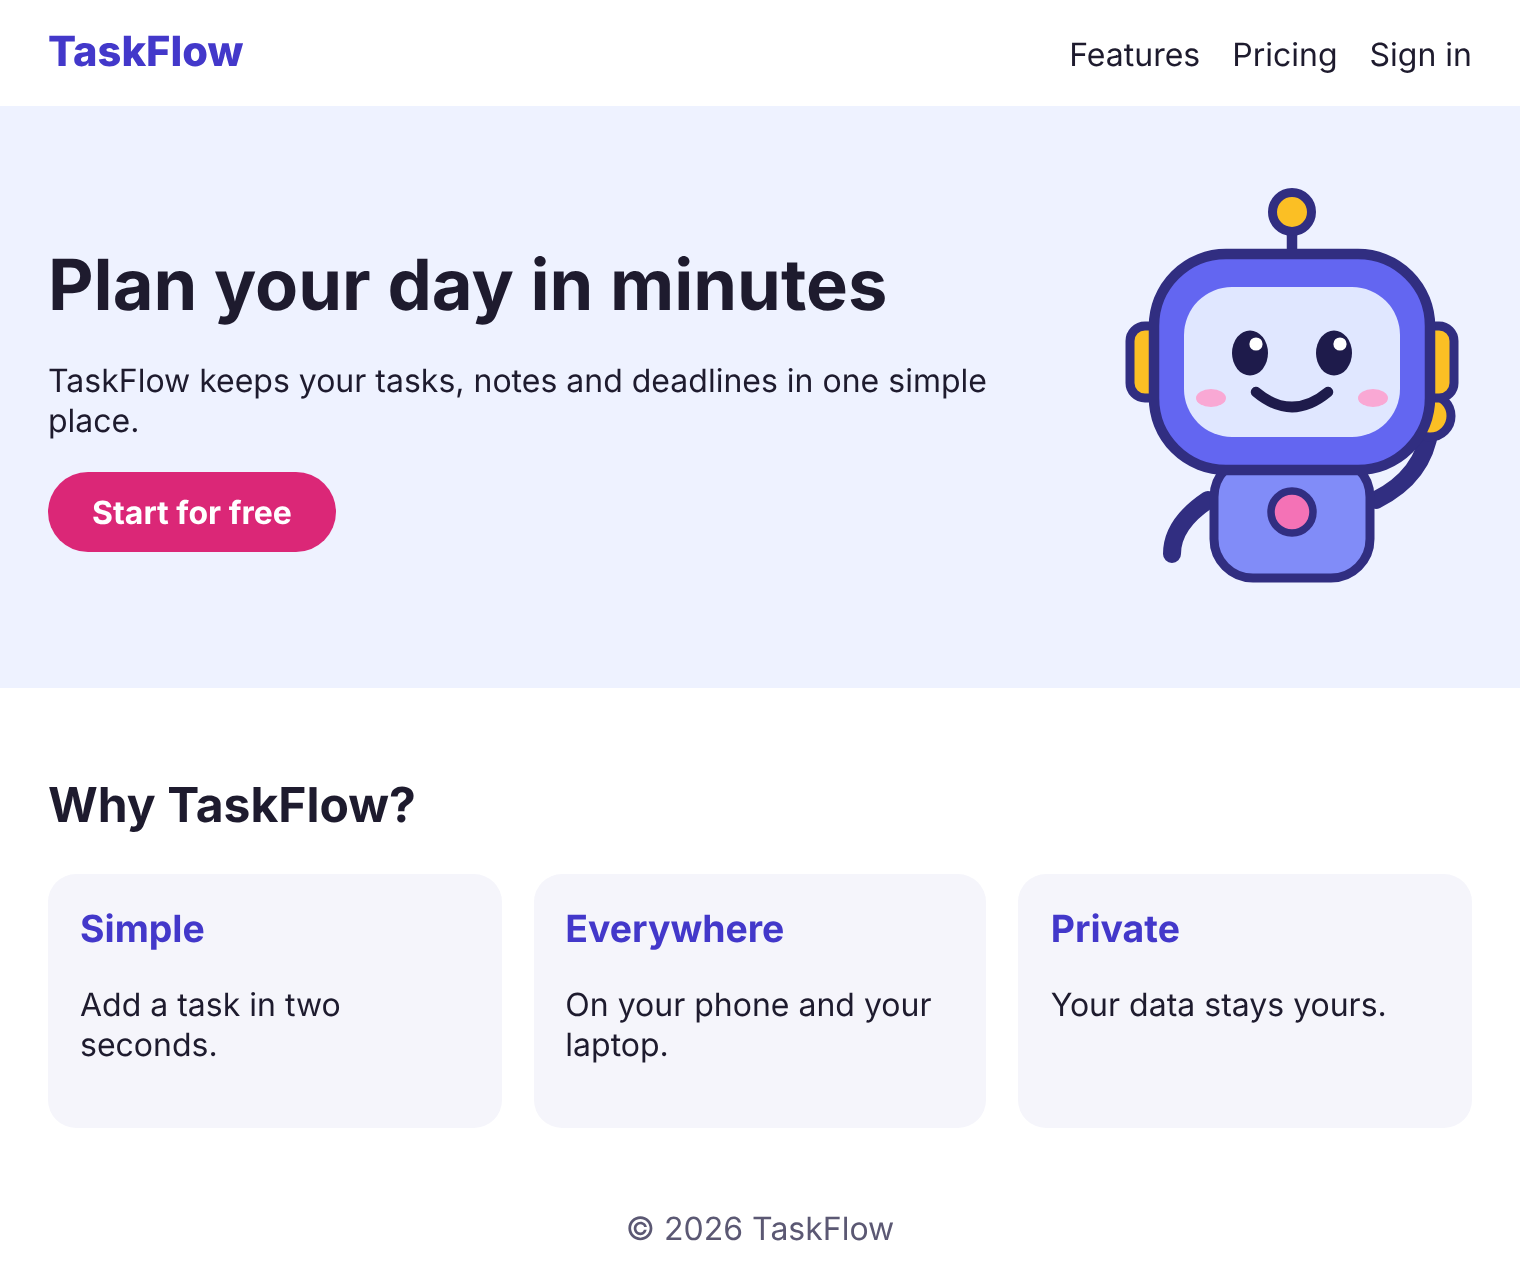 TaskFlow
Features Pricing Sign in
Plan your day in minutes
TaskFlow keeps your tasks, notes and deadlines in one simple
place.
Start for free
Why TaskFlow?
Simple
Add a task in two
seconds.
Everywhere
On your phone and your
laptop.
Private
Your data stays yours.
© 2026 TaskFlow